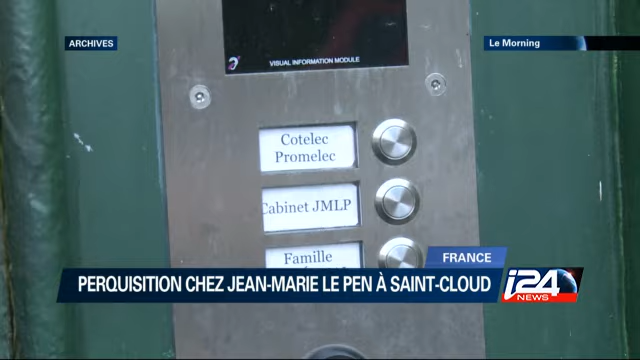 ARCHIVES
Le Morning
VISUAL INFORMATION MODULE
Cotelec
Promelec
Cabinet JMLP
Famille
FRANCE
PERQUISITION CHEZ JEAN-MARIE LE PEN À SAINT-CLOUD
i24
NEWS